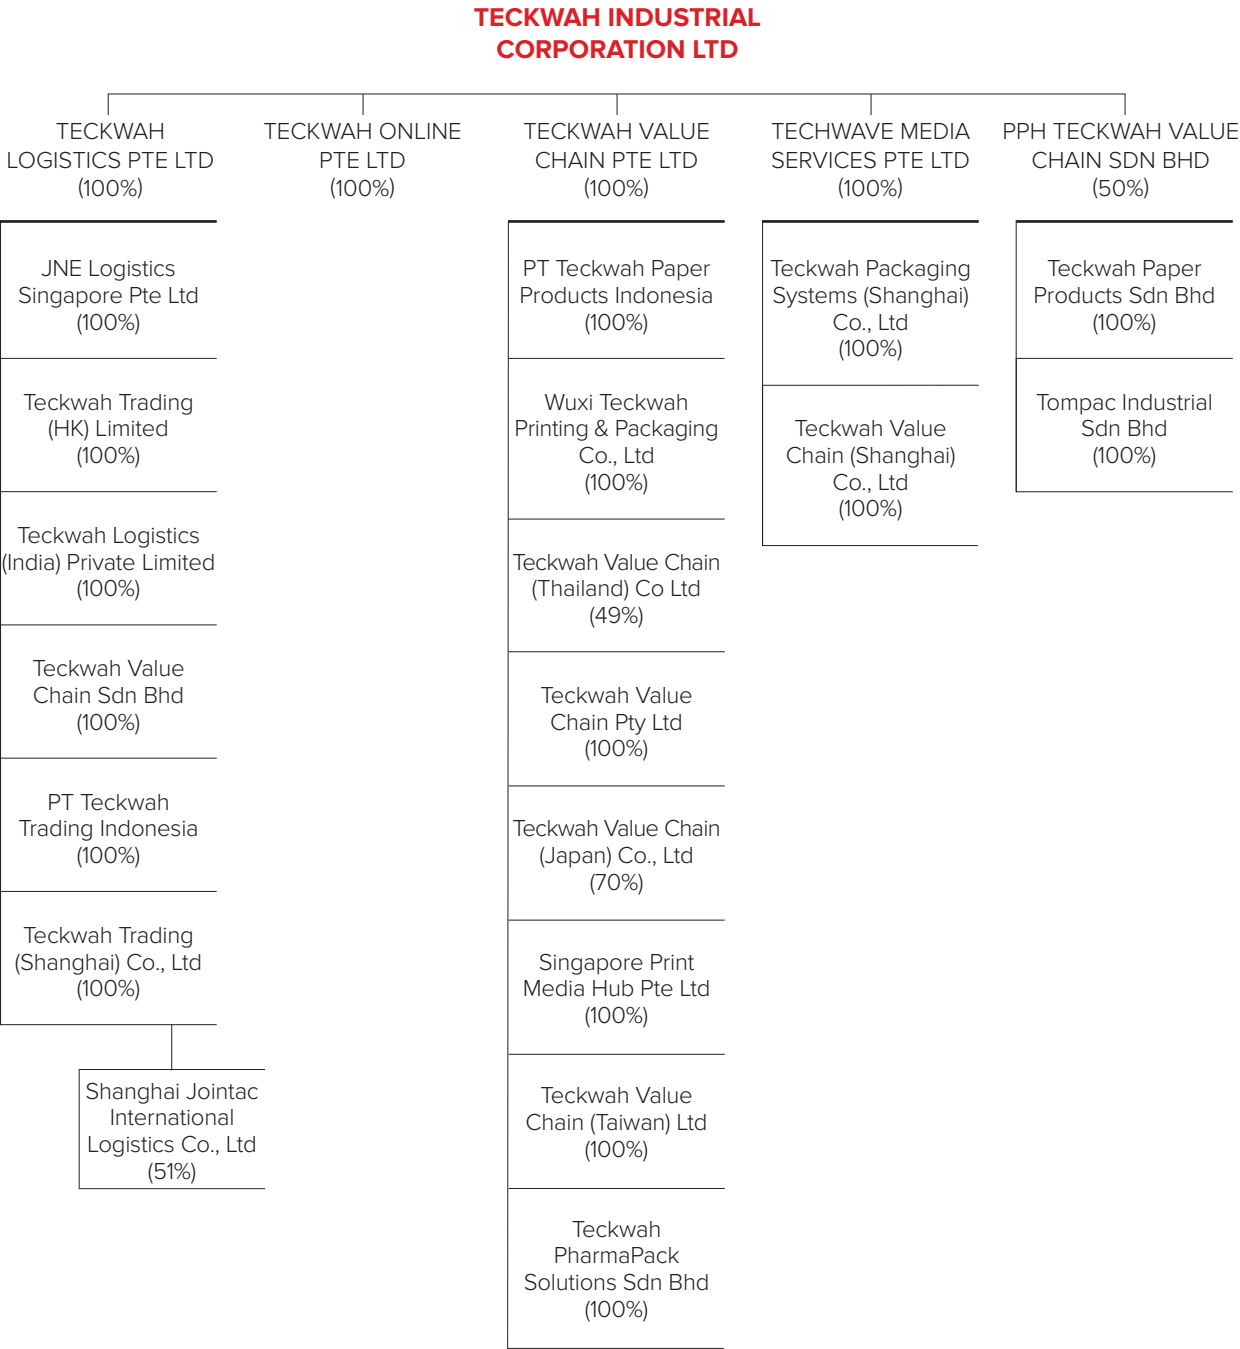 TECKWAH INDUSTRIAL
CORPORATION LTD
TECKWAH
LOGISTICS PTE LTD
(100%)
TECKWAH ONLINE
PTE LTD
(100%)
TECKWAH VALUE
CHAIN PTE LTD
(100%)
TECHWAVE MEDIA
SERVICES PTE LTD
(100%)
PPH TECKWAH VALUE
CHAIN SDN BHD
(50%)
JNE Logistics
Singapore Pte Ltd
(100%)
Teckwah Trading
(HK) Limited
(100%)
Teckwah Logistics
(India) Private Limited
(100%)
Teckwah Value
Chain Sdn Bhd
(100%)
PT Teckwah
Trading Indonesia
(100%)
Teckwah Trading
(Shanghai) Co., Ltd
(100%)
Shanghai Jointac
International
Logistics Co., Ltd
(51%)
PT Teckwah Paper
Products Indonesia
(100%)
Wuxi Teckwah
Printing & Packaging
Co., Ltd
(100%)
Teckwah Value Chain
(Thailand) Co Ltd
(49%)
Teckwah Value
Chain Pty Ltd
(100%)
Teckwah Value Chain
(Japan) Co., Ltd
(70%)
Singapore Print
Media Hub Pte Ltd
(100%)
Teckwah Value
Chain (Taiwan) Ltd
(100%)
Teckwah
PharmaPack
Solutions Sdn Bhd
(100%)
Teckwah Packaging
Systems (Shanghai)
Co., Ltd
(100%)
Teckwah Value
Chain (Shanghai)
Co., Ltd
(100%)
Teckwah Paper
Products Sdn Bhd
(100%)
Tompac Industrial
Sdn Bhd
(100%)